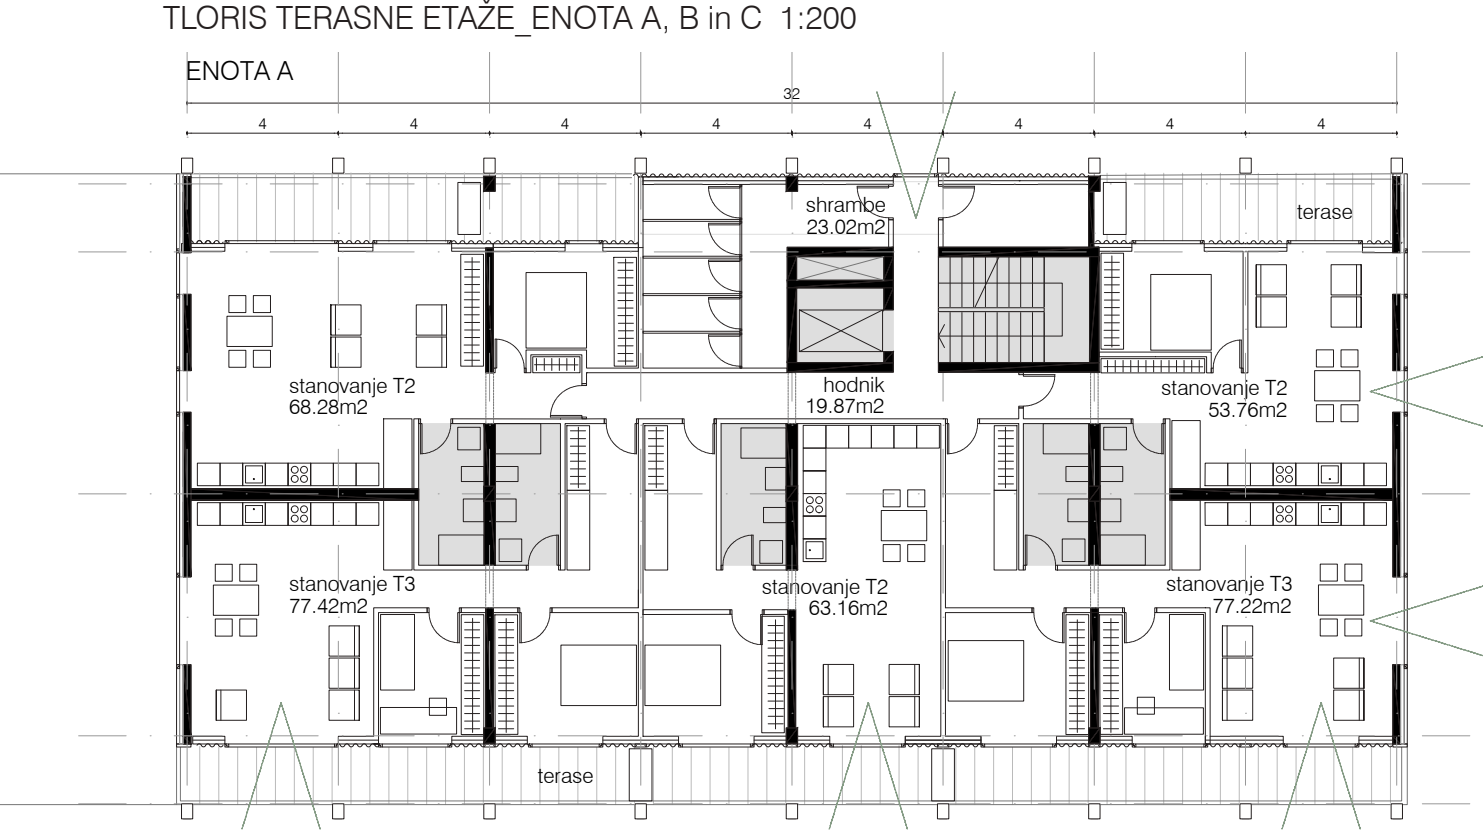 TLORIS TERASNE ETAŽE_ENOTA A, B in C 1:200
ENOTA A
32
4 4 4 4 4 4 4 4
shrambe
23.02m2
terase
stanovanje T2
68.28m2
hodnik
19.87m2
stanovanje T2
53.76m2
stanovanje T3
77.42m2
stanovanje T2
63.16m2
stanovanje T3
77.22m2
terase